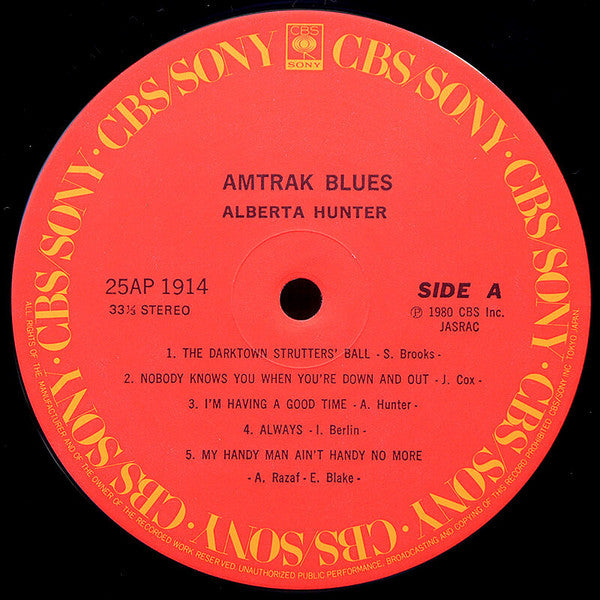 CBS
SONY
CBS/SONY · CBS/SONY · CBS/SONY · CBS/SONY · CBS/SONY · CBS/SONY · CBS/SONY · CBS/SONY
AMTRAK BLUES
ALBERTA HUNTER
25AP 1914
33⅓ STEREO
SIDE A
Ⓟ 1980 CBS Inc.
JASRAC
1. THE DARKTOWN STRUTTERS' BALL - S. Brooks -
2. NOBODY KNOWS YOU WHEN YOU'RE DOWN AND OUT - J. Cox -
3. I'M HAVING A GOOD TIME - A. Hunter -
4. ALWAYS - I. Berlin -
5. MY HANDY MAN AIN'T HANDY NO MORE
- A. Razaf - E. Blake -
ALL RIGHTS OF THE MANUFACTURER AND OF THE OWNER OF THE RECORDED WORK RESERVED. UNAUTHORIZED PUBLIC PERFORMANCE, BROADCASTING AND COPYING OF THIS RECORD PROHIBITED. CBS/SONY INC. TOKYO JAPAN.